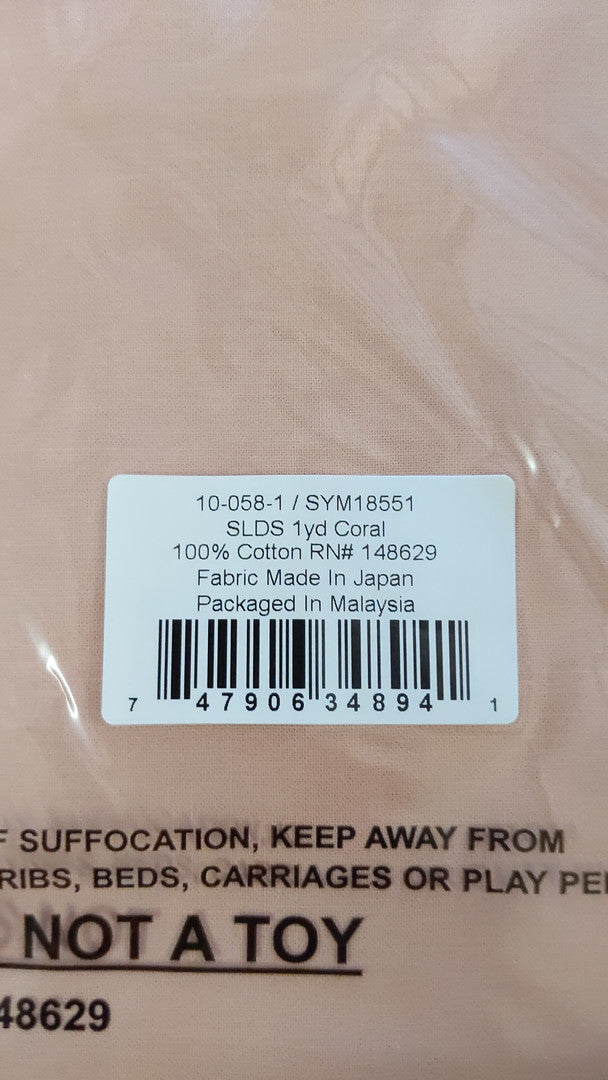 10-058-1 / SYM18551
SLDS 1yd Coral
100% Cotton RN# 148629
Fabric Made In Japan
Packaged In Malaysia
7 47906 34894 1
F SUFFOCATION, KEEP AWAY FROM
RIBS, BEDS, CARRIAGES OR PLAY PE
NOT A TOY
48629